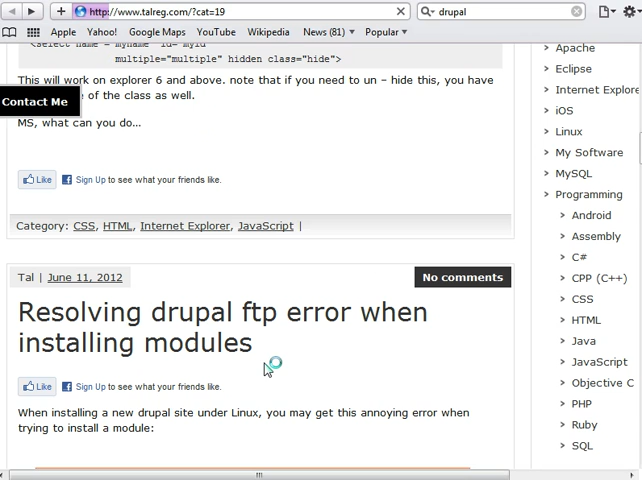 http://www.talreg.com/?cat=19
drupal
Apple
Yahoo!
Google Maps
YouTube
Wikipedia
News (81)
Popular
multiple="multiple" hidden class="hide">
This will work on explorer 6 and above. note that if you need to un – hide this, you have
e of the class as well.
Contact Me
MS, what can you do...
Like
Sign Up to see what your friends like.
Category: CSS, HTML, Internet Explorer, JavaScript |
Tal | June 11, 2012
No comments
Resolving drupal ftp error when
installing modules
Like
Sign Up to see what your friends like.
When installing a new drupal site under Linux, you may get this annoying error when
trying to install a module:
Apache
Eclipse
Internet Explore
iOS
Linux
My Software
MySQL
Programming
Android
Assembly
C#
CPP (C++)
CSS
HTML
Java
JavaScript
Objective C
PHP
Ruby
SQL